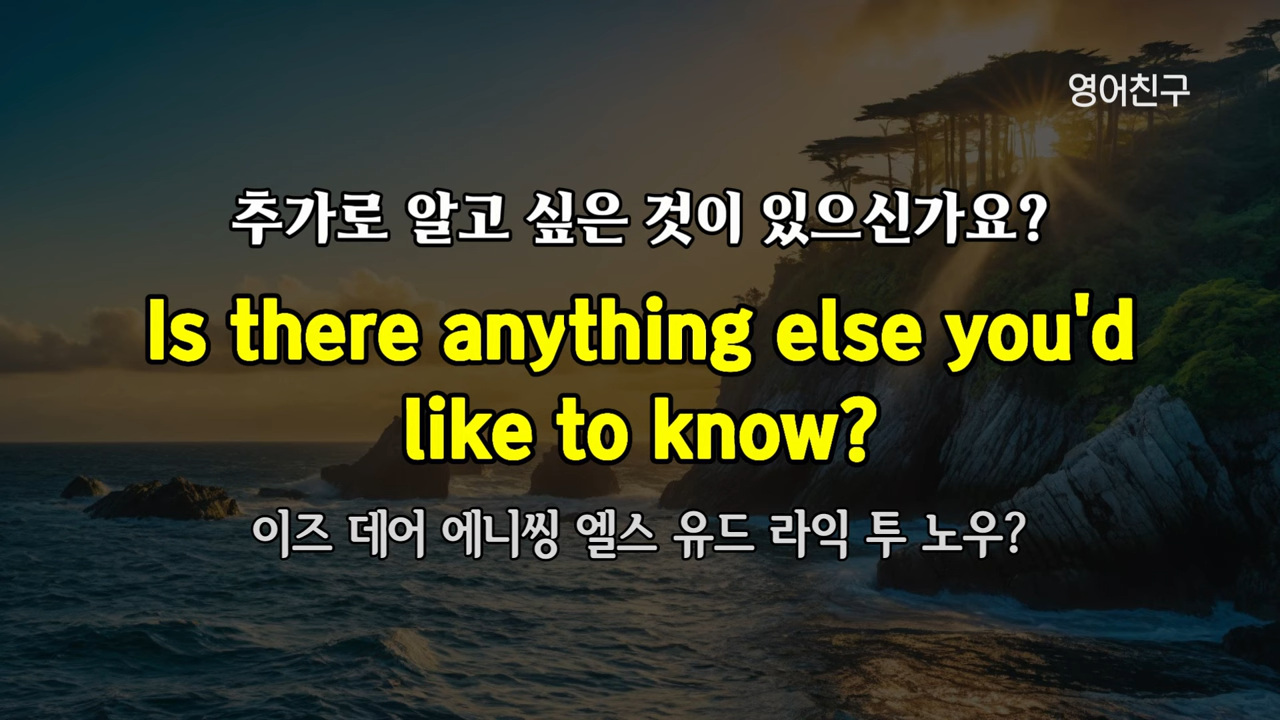 영어친구
추가로 알고 싶은 것이 있으신가요?
Is there anything else you'd
like to know?
이즈 데어 에니씽 엘스 유드 라익 투 노우?